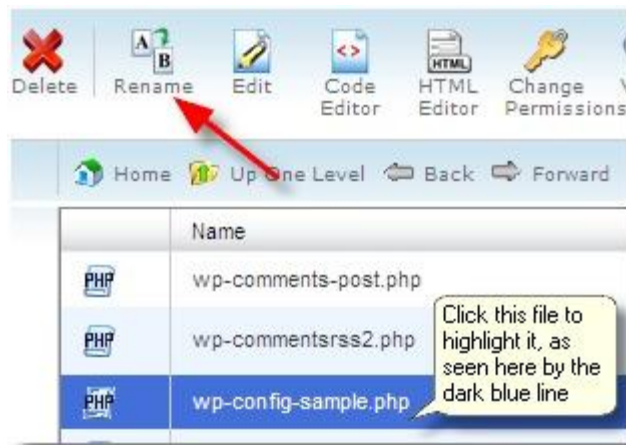 Delete Rename Edit Code Editor HTML Editor Change Permissions
Home Up One Level Back Forward
Name
wp-comments-post.php
wp-commentsrss2.php
wp-config-sample.php
Click this file to
highlight it, as
seen here by the
dark blue line